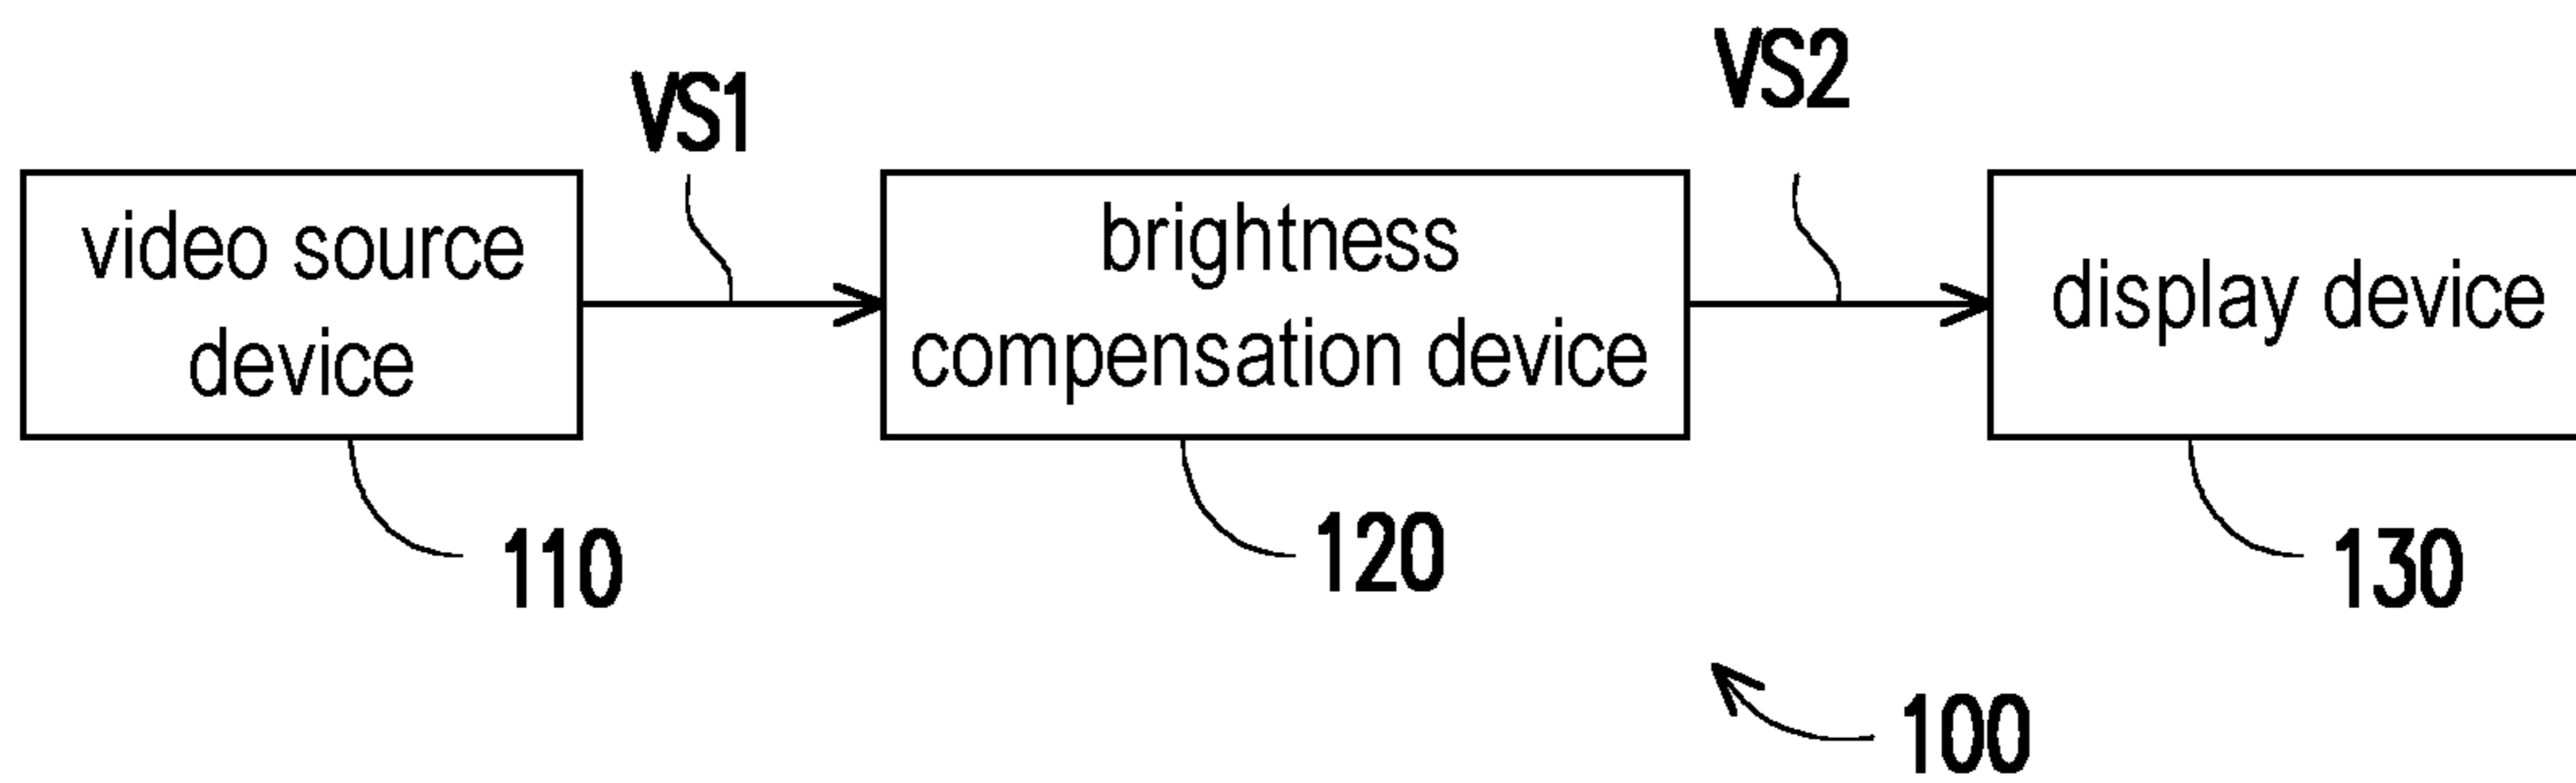 VS1
VS2
video source
device
brightness
compensation device
display device
110
120
130
100